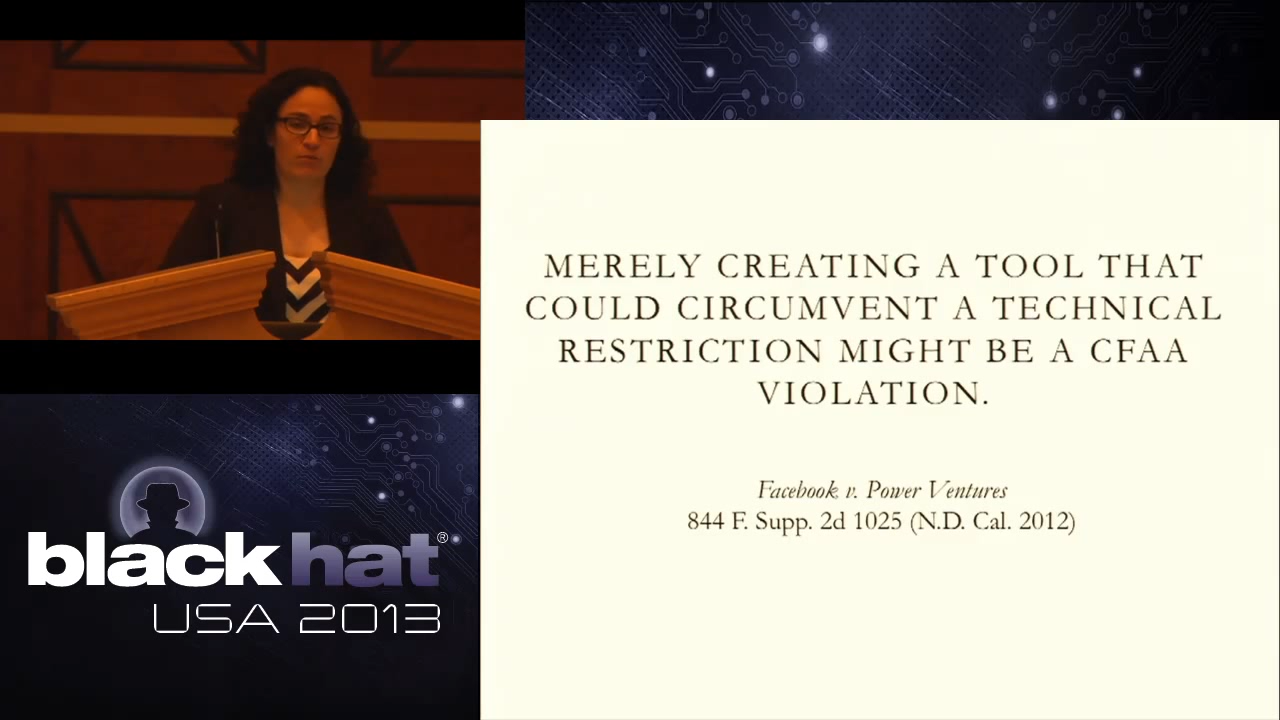 MERELY CREATING A TOOL THAT
COULD CIRCUMVENT A TECHNICAL
RESTRICTION MIGHT BE A CFAA
VIOLATION.
Facebook v. Power Ventures
844 F. Supp. 2d 1025 (N.D. Cal. 2012)
black hat®
USA 2013